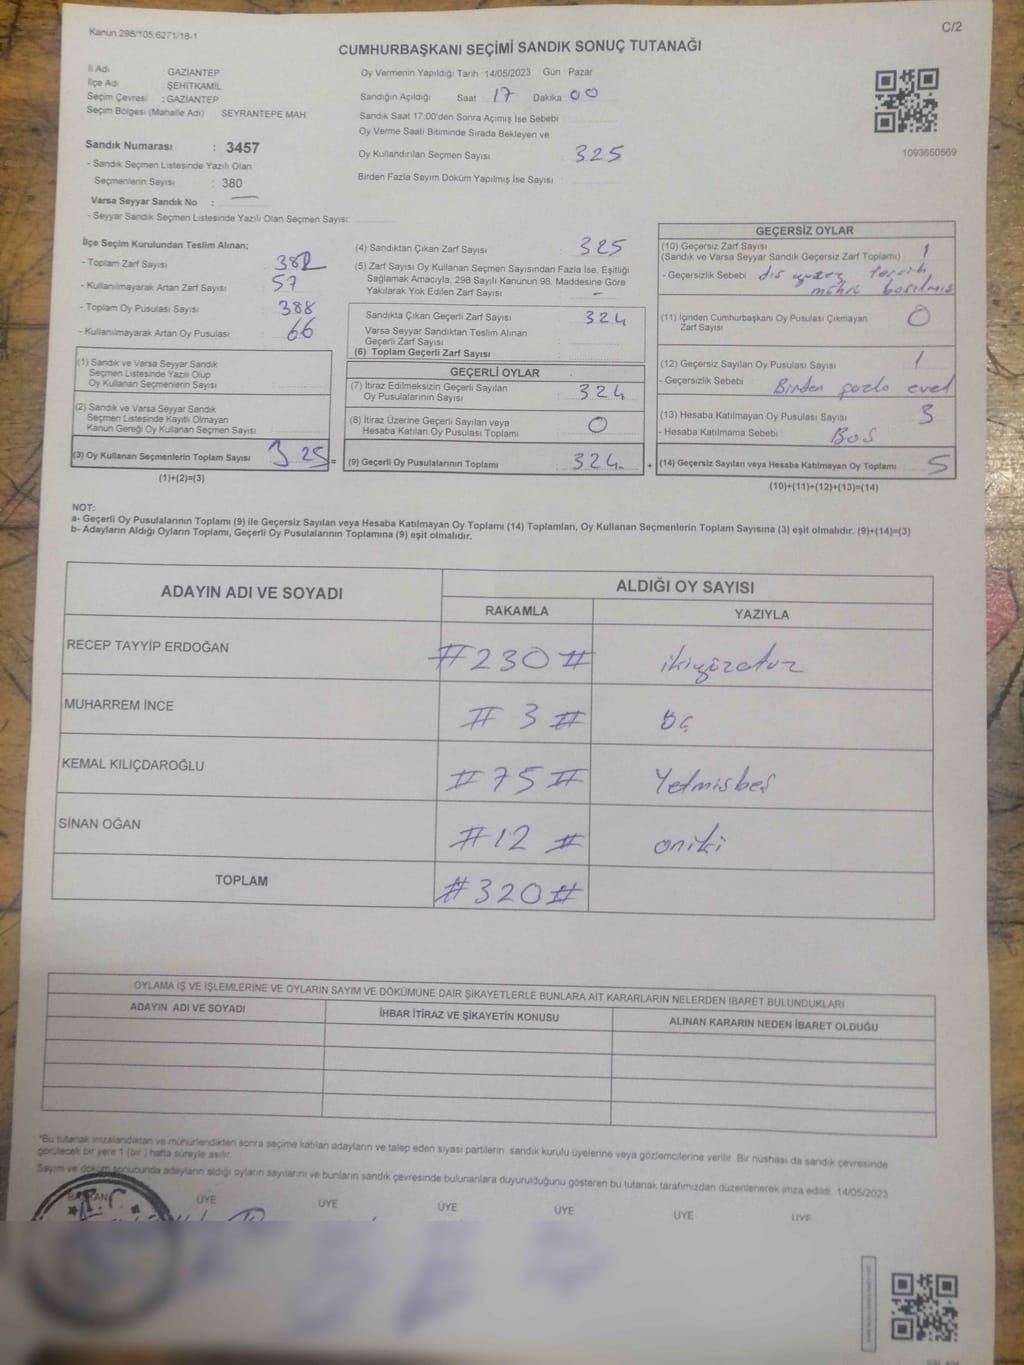 Kanun.298/105,6271/18-1
C/2
CUMHURBAŞKANI SEÇİMİ SANDIK SONUÇ TUTANAĞI
İl Adı : GAZİANTEP
İlçe Adı : ŞEHİTKAMİL
Seçim Çevresi : GAZİANTEP
Seçim Bölgesi (Mahalle Adı) SEYRANTEPE MAH
Sandık Numarası : 3457
- Sandık Seçmen Listesinde Yazılı Olan
Seçmenlerin Sayısı : 380
Varsa Seyyar Sandık No : —
- Seyyar Sandık Seçmen Listesinde Yazılı Olan Seçmen Sayısı:
Oy Vermenin Yapıldığı Tarih 14/05/2023 Gün : Pazar
Sandığın Açıldığı Saat 17 Dakika 00
Sandık Saat 17:00'den Sonra Açımış İse Sebebi
Oy Verme Saati Bitiminde Sırada Bekleyen ve
Oy Kullandırılan Seçmen Sayısı 325
Birden Fazla Sayım Döküm Yapılmış İse Sayısı
1093650569
İlçe Seçim Kurulundan Teslim Alınan;
- Toplam Zarf Sayısı 382
- Kullanılmayarak Artan Zarf Sayısı 57
- Toplam Oy Pusulası Sayısı 388
- Kullanılmayarak Artan Oy Pusulası 66
(1) Sandık ve Varsa Seyyar Sandık
Seçmen Listesinde Yazılı Olup
Oy Kullanan Seçmenlerin Sayısı
(2) Sandık ve Varsa Seyyar Sandık
Seçmen Listesinde Kayıtlı Olmayan
Kanun Gereği Oy Kullanan Seçmen Sayısı
(3) Oy Kullanan Seçmenlerin Toplam Sayısı 325 =
(1)+(2)=(3)
(4) Sandıktan Çıkan Zarf Sayısı 325
(5) Zarf Sayısı Oy Kullanan Seçmen Sayısından Fazla İse, Eşitliği
Sağlamak Amacıyla, 298 Sayılı Kanunun 98. Maddesine Göre
Yakılarak Yok Edilen Zarf Sayısı –
Sandıkta Çıkan Geçerli Zarf Sayısı 324
Varsa Seyyar Sandıktan Teslim Alınan
Geçerli Zarf Sayısı
(6) Toplam Geçerli Zarf Sayısı
GEÇERLİ OYLAR
(7) İtiraz Edilmeksizin Geçerli Sayılan
Oy Pusulalarının Sayısı 324
(8) İtiraz Üzerine Geçerli Sayılan veya
Hesaba Katılan Oy Pusulası Toplamı 0
(9) Geçerli Oy Pusulalarının Toplamı 324 +
GEÇERSİZ OYLAR
(10) Geçersiz Zarf Sayısı 1
(Sandık ve Varsa Seyyar Sandık Geçersiz Zarf Toplamı)
- Geçersizlik Sebebi dış yüzey tercih
mührü basılmış
(11) İçinden Cumhurbaşkanı Oy Pusulası Çıkmayan
Zarf Sayısı 0
(12) Geçersiz Sayılan Oy Pusulası Sayısı 1
- Geçersizlik Sebebi Birden fazla evet
(13) Hesaba Katılmayan Oy Pusulası Sayısı 3
- Hesaba Katılmama Sebebi Boş
(14) Geçersiz Sayılan veya Hesaba Katılmayan Oy Toplamı 5
(10)+(11)+(12)+(13)=(14)
NOT:
a- Geçerli Oy Pusulalarının Toplamı (9) ile Geçersiz Sayılan veya Hesaba Katılmayan Oy Toplamı (14) Toplamları, Oy Kullanan Seçmenlerin Toplam Sayısına (3) eşit olmalıdır. (9)+(14)=(3)
b- Adayların Aldığı Oyların Toplamı, Geçerli Oy Pusulalarının Toplamına (9) eşit olmalıdır.
ADAYIN ADI VE SOYADI
ALDIĞI OY SAYISI
RAKAMLA YAZIYLA
RECEP TAYYİP ERDOĞAN #230# ikiyüzotuz
MUHARREM İNCE #3# üç
KEMAL KILIÇDAROĞLU #75# Yetmişbeş
SİNAN OĞAN #12# oniki
TOPLAM #320#
OYLAMA İŞ VE İŞLEMLERİNE VE OYLARIN SAYIM VE DÖKÜMÜNE DAİR ŞİKAYETLERLE BUNLARA AİT KARARLARIN NELERDEN İBARET BULUNDUKLARI
ADAYIN ADI VE SOYADI İHBAR İTİRAZ VE ŞİKAYETİN KONUSU ALINAN KARARIN NEDEN İBARET OLDUĞU
"Bu tutanak imzalandıktan ve mühürlendikten sonra seçime katılan adayların ve talep eden siyasi partilerin sandık kurulu üyelerine veya gözlemcilerine verilir .Bir nüshası da sandık çevresinde
görülecek bir yere 1 (bir ) hafta süreyle asılır.
Sayım ve döküm sonucunda adayların aldığı oyların sayılarını ve bunların sandık çevresinde bulunanlara duyurulduğunu gösteren bu tutanak tarafımızdan düzenlenerek imza edildi. 14/05/2023
BAŞKAN ÜYE ÜYE ÜYE ÜYE ÜYE ÜYE